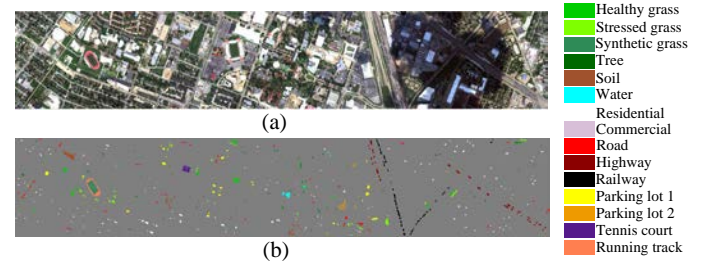 Healthy grass
Stressed grass
Synthetic grass
Tree
Soil
Water
Residential
Commercial
Road
Highway
Railway
Parking lot 1
Parking lot 2
Tennis court
Running track
(a)
(b)